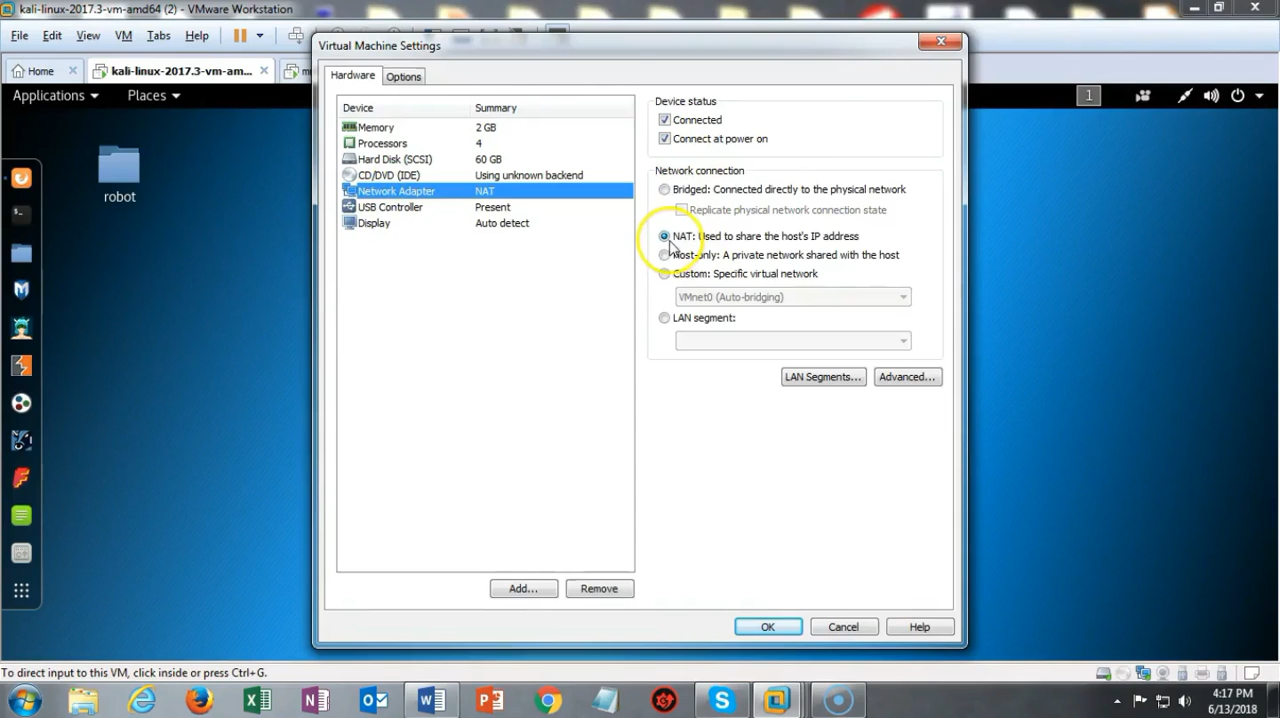 kali-linux-2017.3-vm-amd64 (2) - VMware Workstation
File Edit View VM Tabs Help
Virtual Machine Settings
Home kali-linux-2017.3-vm-am...
Hardware Options
Applications Places 1
Device Summary
Memory 2 GB
Processors 4
Hard Disk (SCSI) 60 GB
CD/DVD (IDE) Using unknown backend
Network Adapter NAT
USB Controller Present
Display Auto detect
Device status
Connected
Connect at power on
Network connection
Bridged: Connected directly to the physical network
Replicate physical network connection state
NAT: Used to share the host's IP address
Host-only: A private network shared with the host
Custom: Specific virtual network
VMnet0 (Auto-bridging)
LAN segment:
LAN Segments... Advanced...
robot
Add... Remove
OK Cancel Help
To direct input to this VM, click inside or press Ctrl+G.
4:17 PM
6/13/2018